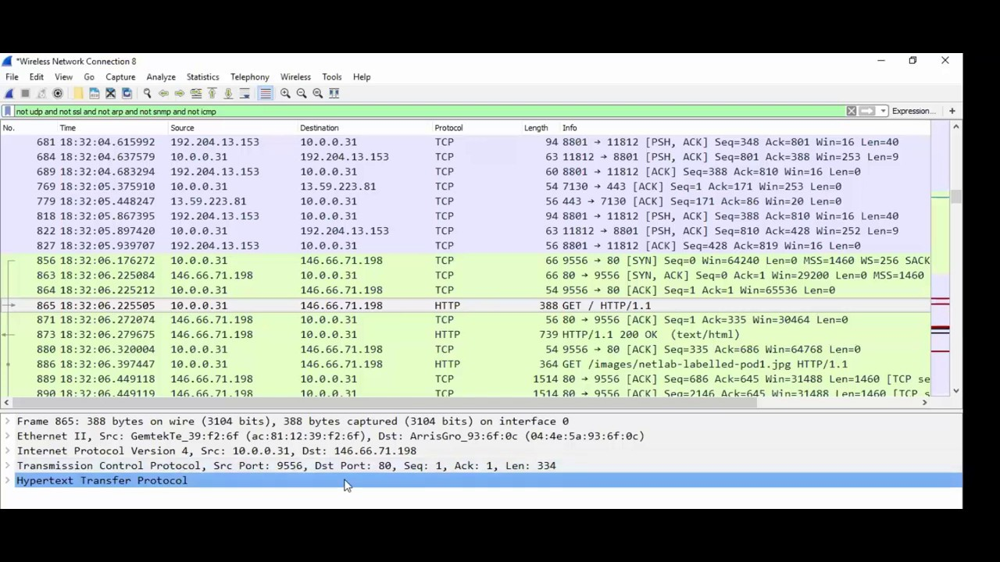 *Wireless Network Connection 8
File Edit View Go Capture Analyze Statistics Telephony Wireless Tools Help
not udp and not ssl and not arp and not snmp and not icmp Expression... +
No. Time Source Destination Protocol Length Info
681 18:32:04.615992 192.204.13.153 10.0.0.31 TCP 94 8801 → 11812 [PSH, ACK] Seq=348 Ack=801 Win=16 Len=40
684 18:32:04.637579 10.0.0.31 192.204.13.153 TCP 63 11812 → 8801 [PSH, ACK] Seq=801 Ack=388 Win=253 Len=9
689 18:32:04.683294 192.204.13.153 10.0.0.31 TCP 60 8801 → 11812 [ACK] Seq=388 Ack=810 Win=16 Len=0
769 18:32:05.375910 10.0.0.31 13.59.223.81 TCP 54 7130 → 443 [ACK] Seq=1 Ack=171 Win=253 Len=0
779 18:32:05.448247 13.59.223.81 10.0.0.31 TCP 56 443 → 7130 [ACK] Seq=171 Ack=86 Win=20 Len=0
818 18:32:05.867395 192.204.13.153 10.0.0.31 TCP 94 8801 → 11812 [PSH, ACK] Seq=388 Ack=810 Win=16 Len=40
822 18:32:05.897420 10.0.0.31 192.204.13.153 TCP 63 11812 → 8801 [PSH, ACK] Seq=810 Ack=428 Win=252 Len=9
827 18:32:05.939707 192.204.13.153 10.0.0.31 TCP 56 8801 → 11812 [ACK] Seq=428 Ack=819 Win=16 Len=0
856 18:32:06.176272 10.0.0.31 146.66.71.198 TCP 66 9556 → 80 [SYN] Seq=0 Win=64240 Len=0 MSS=1460 WS=256 SACK
863 18:32:06.225084 146.66.71.198 10.0.0.31 TCP 66 80 → 9556 [SYN, ACK] Seq=0 Ack=1 Win=29200 Len=0 MSS=1460
864 18:32:06.225212 10.0.0.31 146.66.71.198 TCP 54 9556 → 80 [ACK] Seq=1 Ack=1 Win=65536 Len=0
865 18:32:06.225505 10.0.0.31 146.66.71.198 HTTP 388 GET / HTTP/1.1
871 18:32:06.272074 146.66.71.198 10.0.0.31 TCP 56 80 → 9556 [ACK] Seq=1 Ack=335 Win=30464 Len=0
873 18:32:06.279675 146.66.71.198 10.0.0.31 HTTP 739 HTTP/1.1 200 OK (text/html)
880 18:32:06.320004 10.0.0.31 146.66.71.198 TCP 54 9556 → 80 [ACK] Seq=335 Ack=686 Win=64768 Len=0
886 18:32:06.397447 10.0.0.31 146.66.71.198 HTTP 364 GET /images/netlab-labelled-pod1.jpg HTTP/1.1
889 18:32:06.449118 146.66.71.198 10.0.0.31 TCP 1514 80 → 9556 [ACK] Seq=686 Ack=645 Win=31488 Len=1460 [TCP se
890 18:32:06.449119 146.66.71.198 10.0.0.31 TCP 1514 80 → 9556 [ACK] Seq=2146 Ack=645 Win=31488 Len=1460 [TCP s
Frame 865: 388 bytes on wire (3104 bits), 388 bytes captured (3104 bits) on interface 0
Ethernet II, Src: GemtekTe_39:f2:6f (ac:81:12:39:f2:6f), Dst: ArrisGro_93:6f:0c (04:4e:5a:93:6f:0c)
Internet Protocol Version 4, Src: 10.0.0.31, Dst: 146.66.71.198
Transmission Control Protocol, Src Port: 9556, Dst Port: 80, Seq: 1, Ack: 1, Len: 334
Hypertext Transfer Protocol